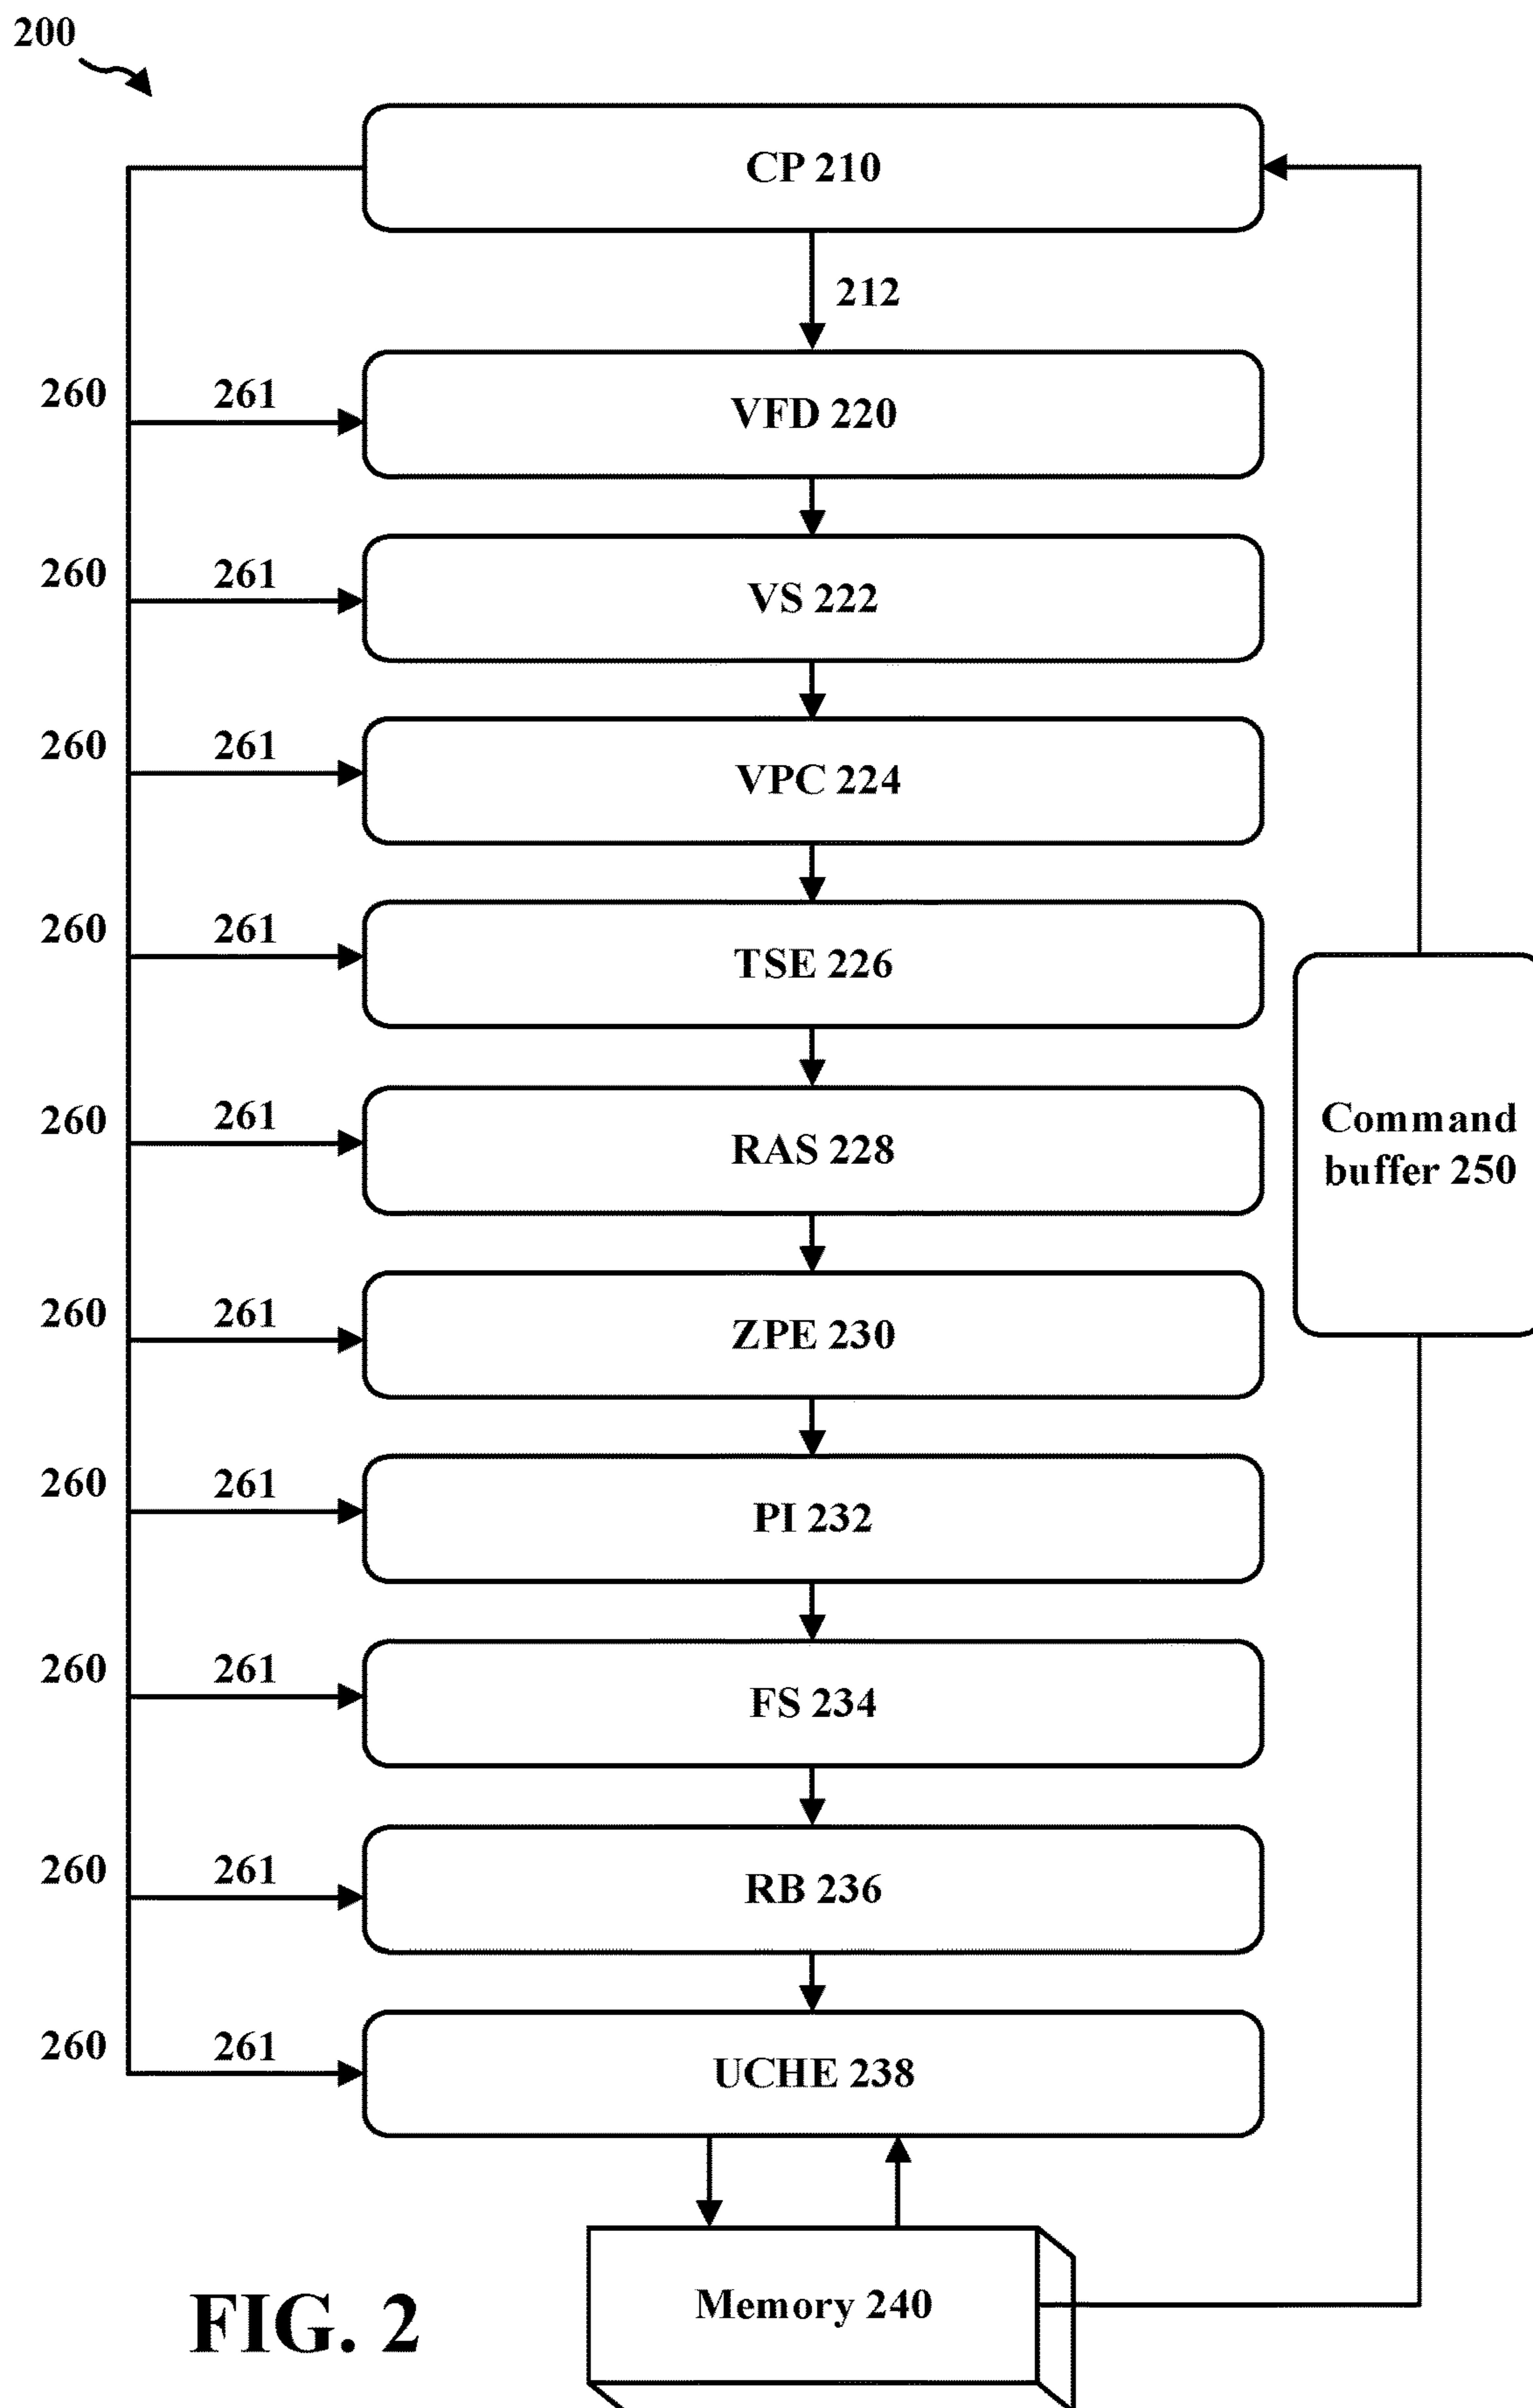 200
CP 210
212
260 261 VFD 220
260 261 VS 222
260 261 VPC 224
260 261 TSE 226
260 261 RAS 228
Command
buffer 250
260 261 ZPE 230
260 261 PI 232
260 261 FS 234
260 261 RB 236
260 261 UCHE 238
Memory 240
FIG. 2